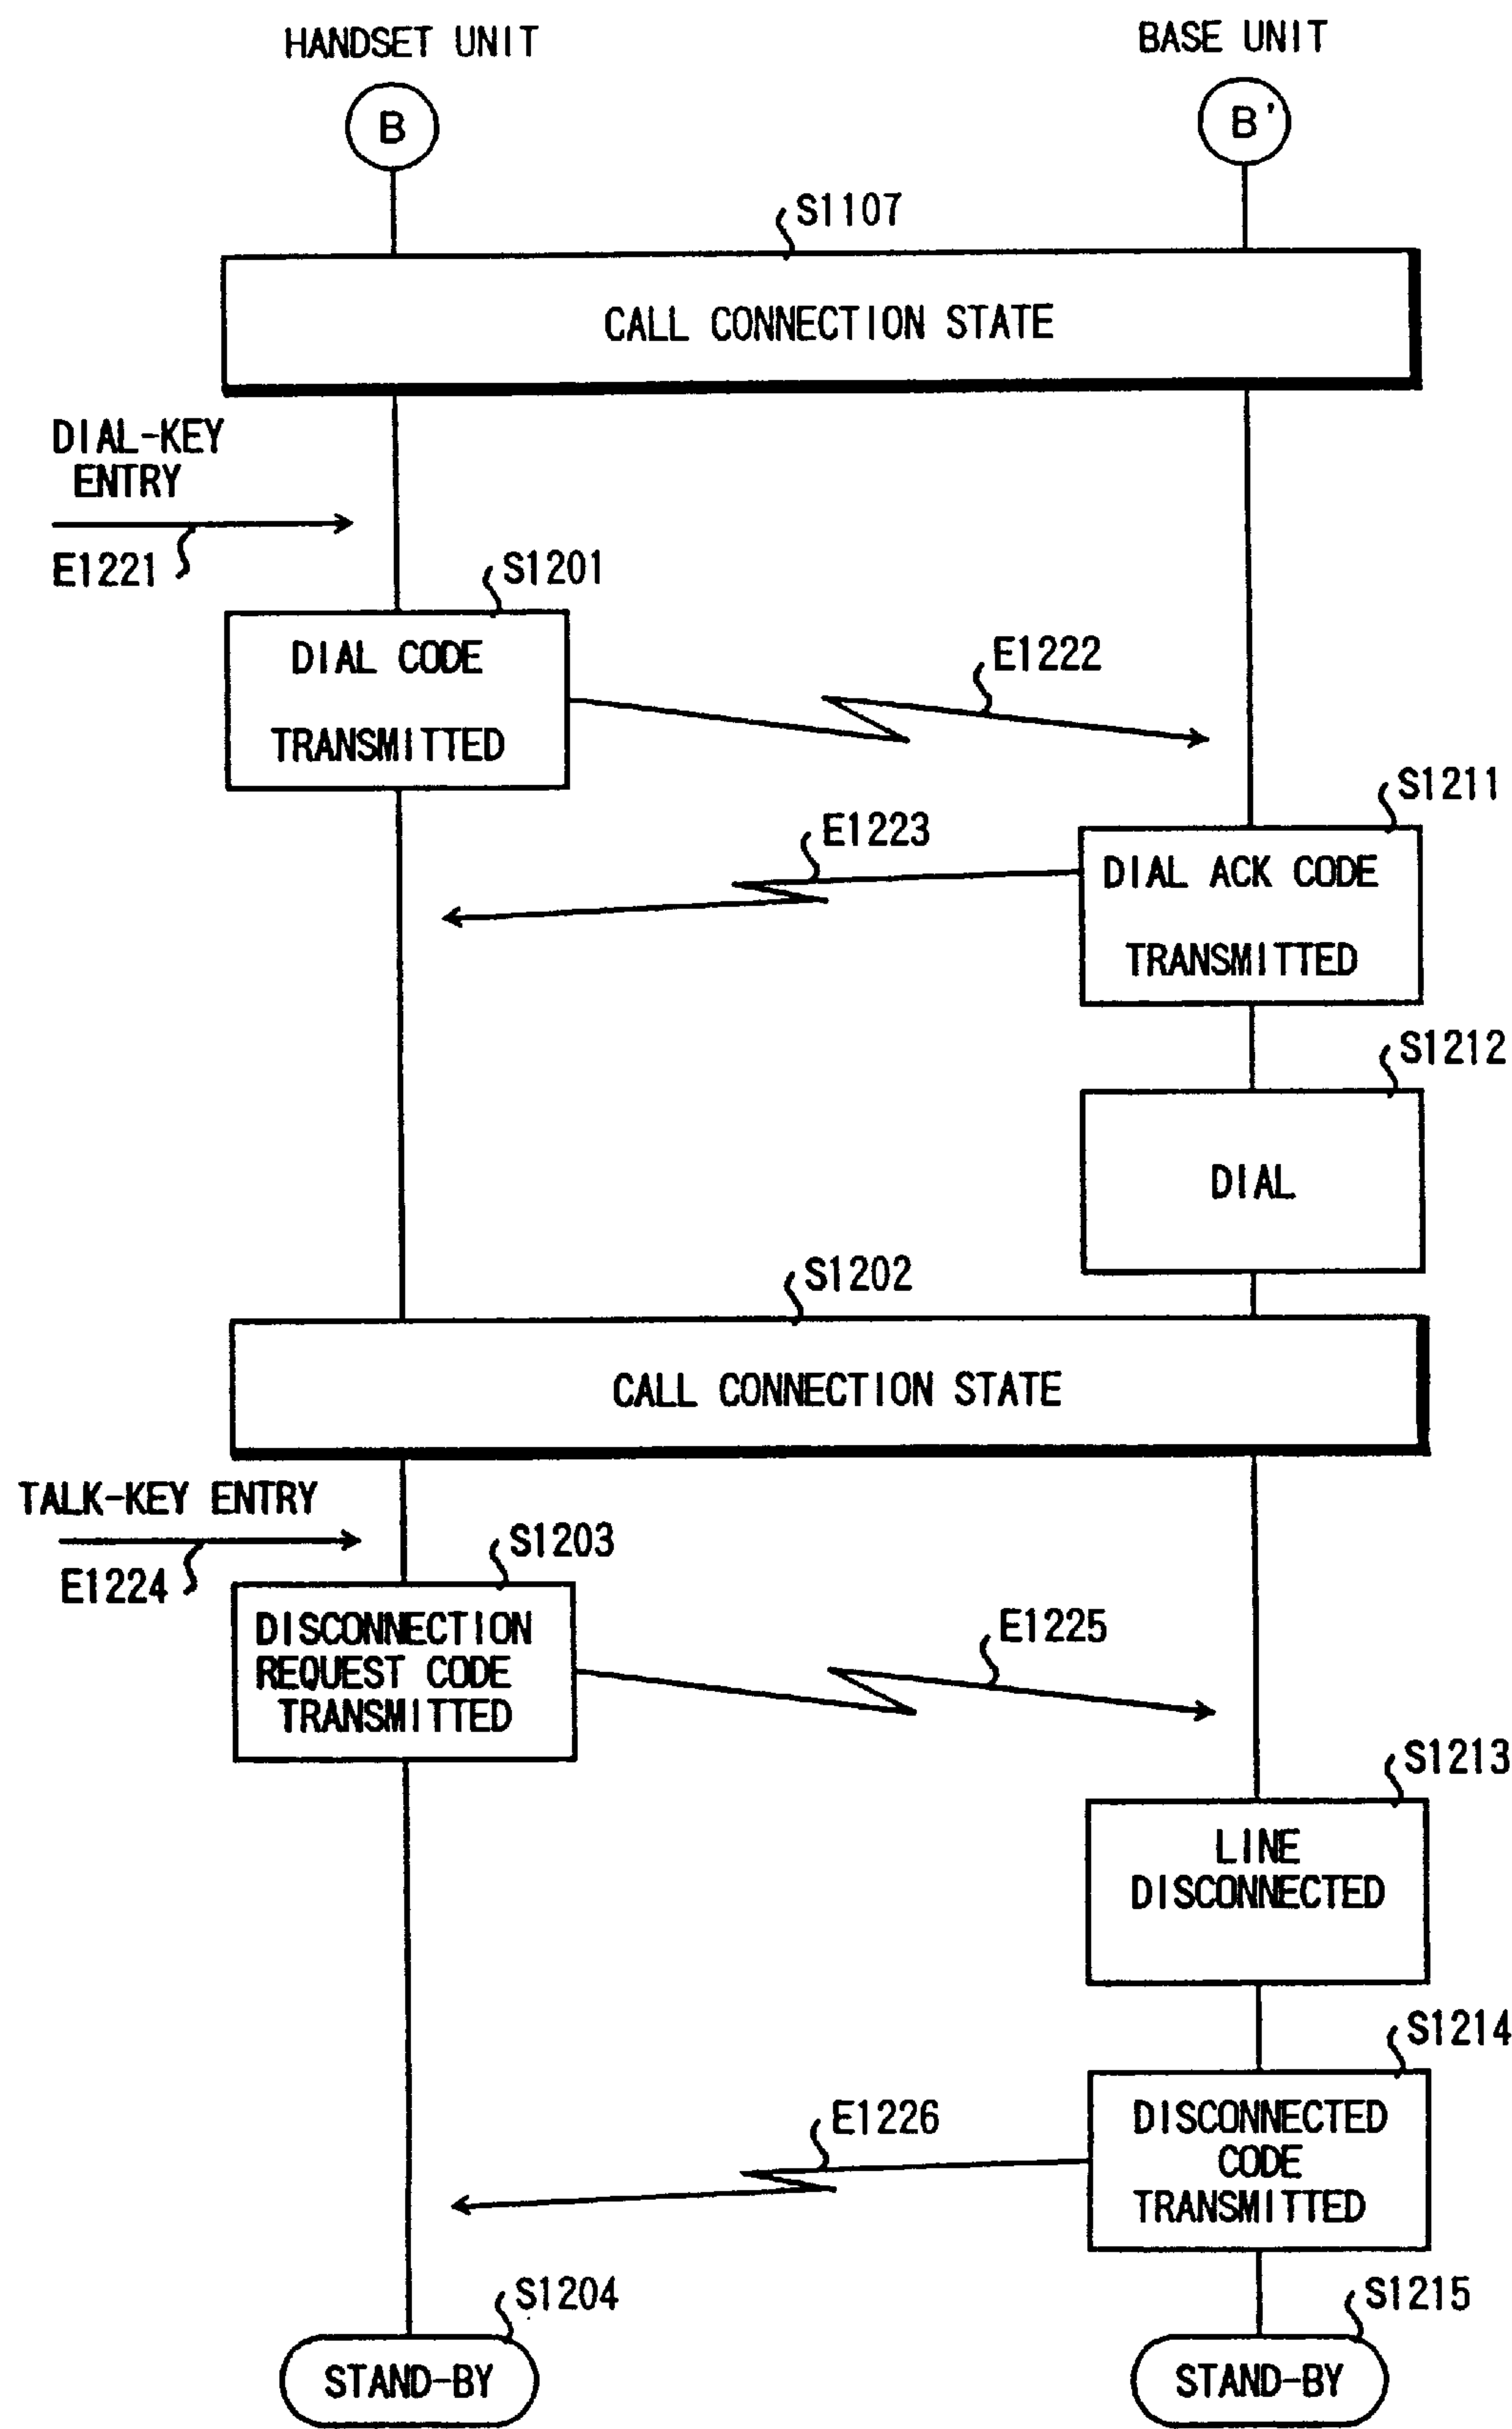 HANDSET UNIT
BASE UNIT
B
B'
S1107
CALL CONNECTION STATE
DIAL-KEY
ENTRY
E1221
S1201
DIAL CODE
TRANSMITTED
E1222
S1211
E1223
DIAL ACK CODE
TRANSMITTED
S1212
DIAL
S1202
CALL CONNECTION STATE
TALK-KEY ENTRY
E1224
S1203
DISCONNECTION
REQUEST CODE
TRANSMITTED
E1225
S1213
LINE
DISCONNECTED
S1214
E1226
DISCONNECTED
CODE
TRANSMITTED
S1204
S1215
STAND-BY
STAND-BY